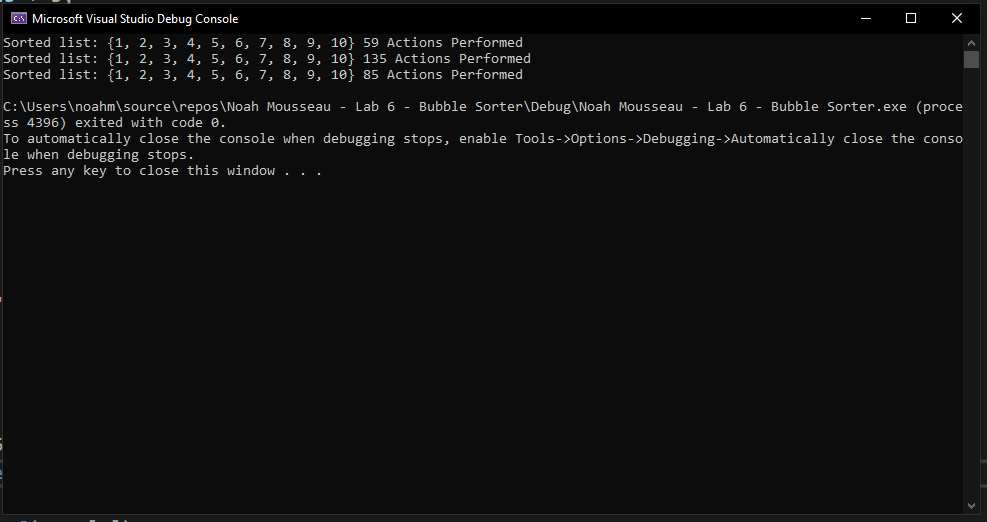 Microsoft Visual Studio Debug Console
Sorted list: {1, 2, 3, 4, 5, 6, 7, 8, 9, 10} 59 Actions Performed
Sorted list: {1, 2, 3, 4, 5, 6, 7, 8, 9, 10} 135 Actions Performed
Sorted list: {1, 2, 3, 4, 5, 6, 7, 8, 9, 10} 85 Actions Performed
C:\Users\noahm\source\repos\Noah Mousseau - Lab 6 - Bubble Sorter\Debug\Noah Mousseau - Lab 6 - Bubble Sorter.exe (proce
ss 4396) exited with code 0.
To automatically close the console when debugging stops, enable Tools->Options->Debugging->Automatically close the conso
le when debugging stops.
Press any key to close this window . . .